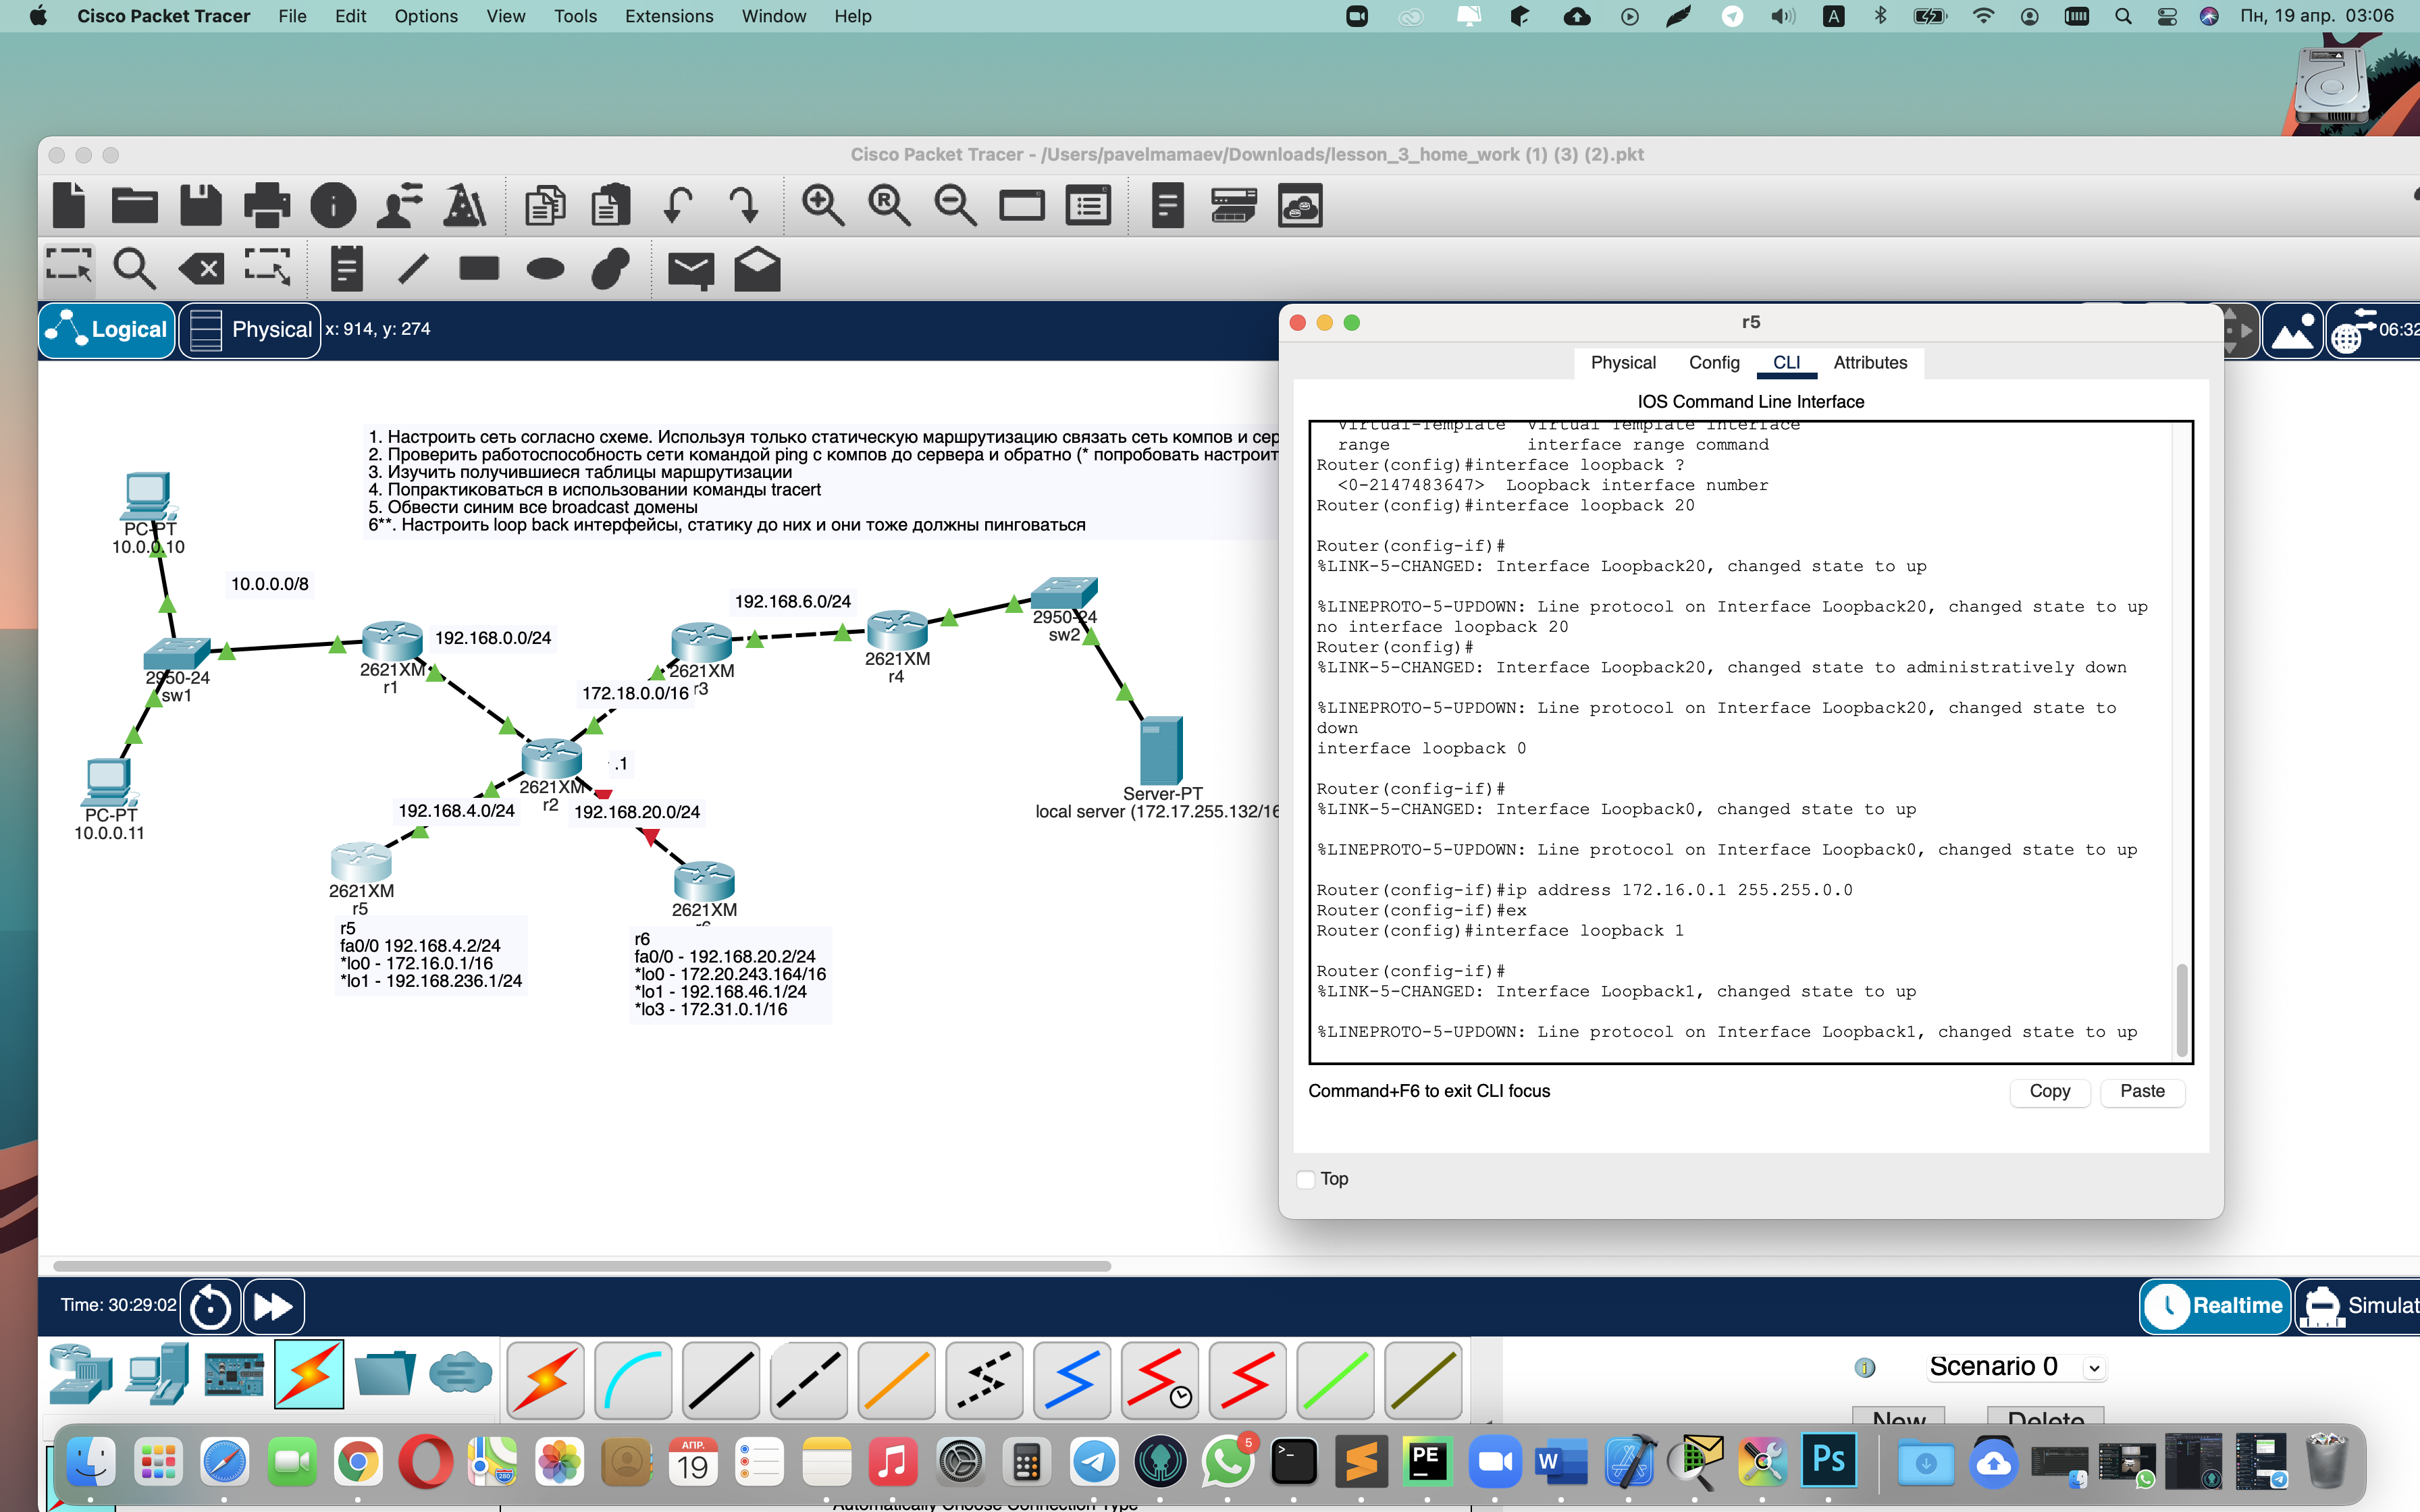 Cisco Packet Tracer File Edit Options View Tools Extensions Window Help A Пн, 19 апр. 03:06
Cisco Packet Tracer - /Users/pavelmamaev/Downloads/lesson_3_home_work (1) (3) (2).pkt
Logical Physical x: 914, y: 274
06:32
1. Настроить сеть согласно схеме. Используя только статическую маршрутизацию связать сеть компов и сер
2. Проверить работоспособность сети командой ping с компов до сервера и обратно (* попробовать настроит
3. Изучить получившиеся таблицы маршрутизации
4. Попрактиковаться в использовании команды tracert
5. Обвести синим все broadcast домены
6**. Настроить loop back интерфейсы, статику до них и они тоже должны пинговаться
PC-PT
10.0.0.10
10.0.0.0/8
2950-24
sw1
PC-PT
10.0.0.11
2621XM
r1
192.168.0.0/24
192.168.6.0/24
2621XM
r3
172.18.0.0/16
2621XM
r4
2950-24
sw2
Server-PT
local server (172.17.255.132/16
.1
2621XM
r2
192.168.4.0/24
192.168.20.0/24
2621XM
r5
r5
fa0/0 192.168.4.2/24
*lo0 - 172.16.0.1/16
*lo1 - 192.168.236.1/24
2621XM
r6
r6
fa0/0 - 192.168.20.2/24
*lo0 - 172.20.243.164/16
*lo1 - 192.168.46.1/24
*lo3 - 172.31.0.1/16
r5
Physical Config CLI Attributes
IOS Command Line Interface
Virtual-Template Virtual Template interface
range interface range command
Router(config)#interface loopback ?
<0-2147483647> Loopback interface number
Router(config)#interface loopback 20
Router(config-if)#
%LINK-5-CHANGED: Interface Loopback20, changed state to up
%LINEPROTO-5-UPDOWN: Line protocol on Interface Loopback20, changed state to up
no interface loopback 20
Router(config)#
%LINK-5-CHANGED: Interface Loopback20, changed state to administratively down
%LINEPROTO-5-UPDOWN: Line protocol on Interface Loopback20, changed state to
down
interface loopback 0
Router(config-if)#
%LINK-5-CHANGED: Interface Loopback0, changed state to up
%LINEPROTO-5-UPDOWN: Line protocol on Interface Loopback0, changed state to up
Router(config-if)#ip address 172.16.0.1 255.255.0.0
Router(config-if)#ex
Router(config)#interface loopback 1
Router(config-if)#
%LINK-5-CHANGED: Interface Loopback1, changed state to up
%LINEPROTO-5-UPDOWN: Line protocol on Interface Loopback1, changed state to up
Command+F6 to exit CLI focus
Copy Paste
Top
Time: 30:29:02
Realtime Simulat
Scenario 0
New Delete
АПР.
19
280
5
PE
W
Ps
Automatically Choose Connection Type